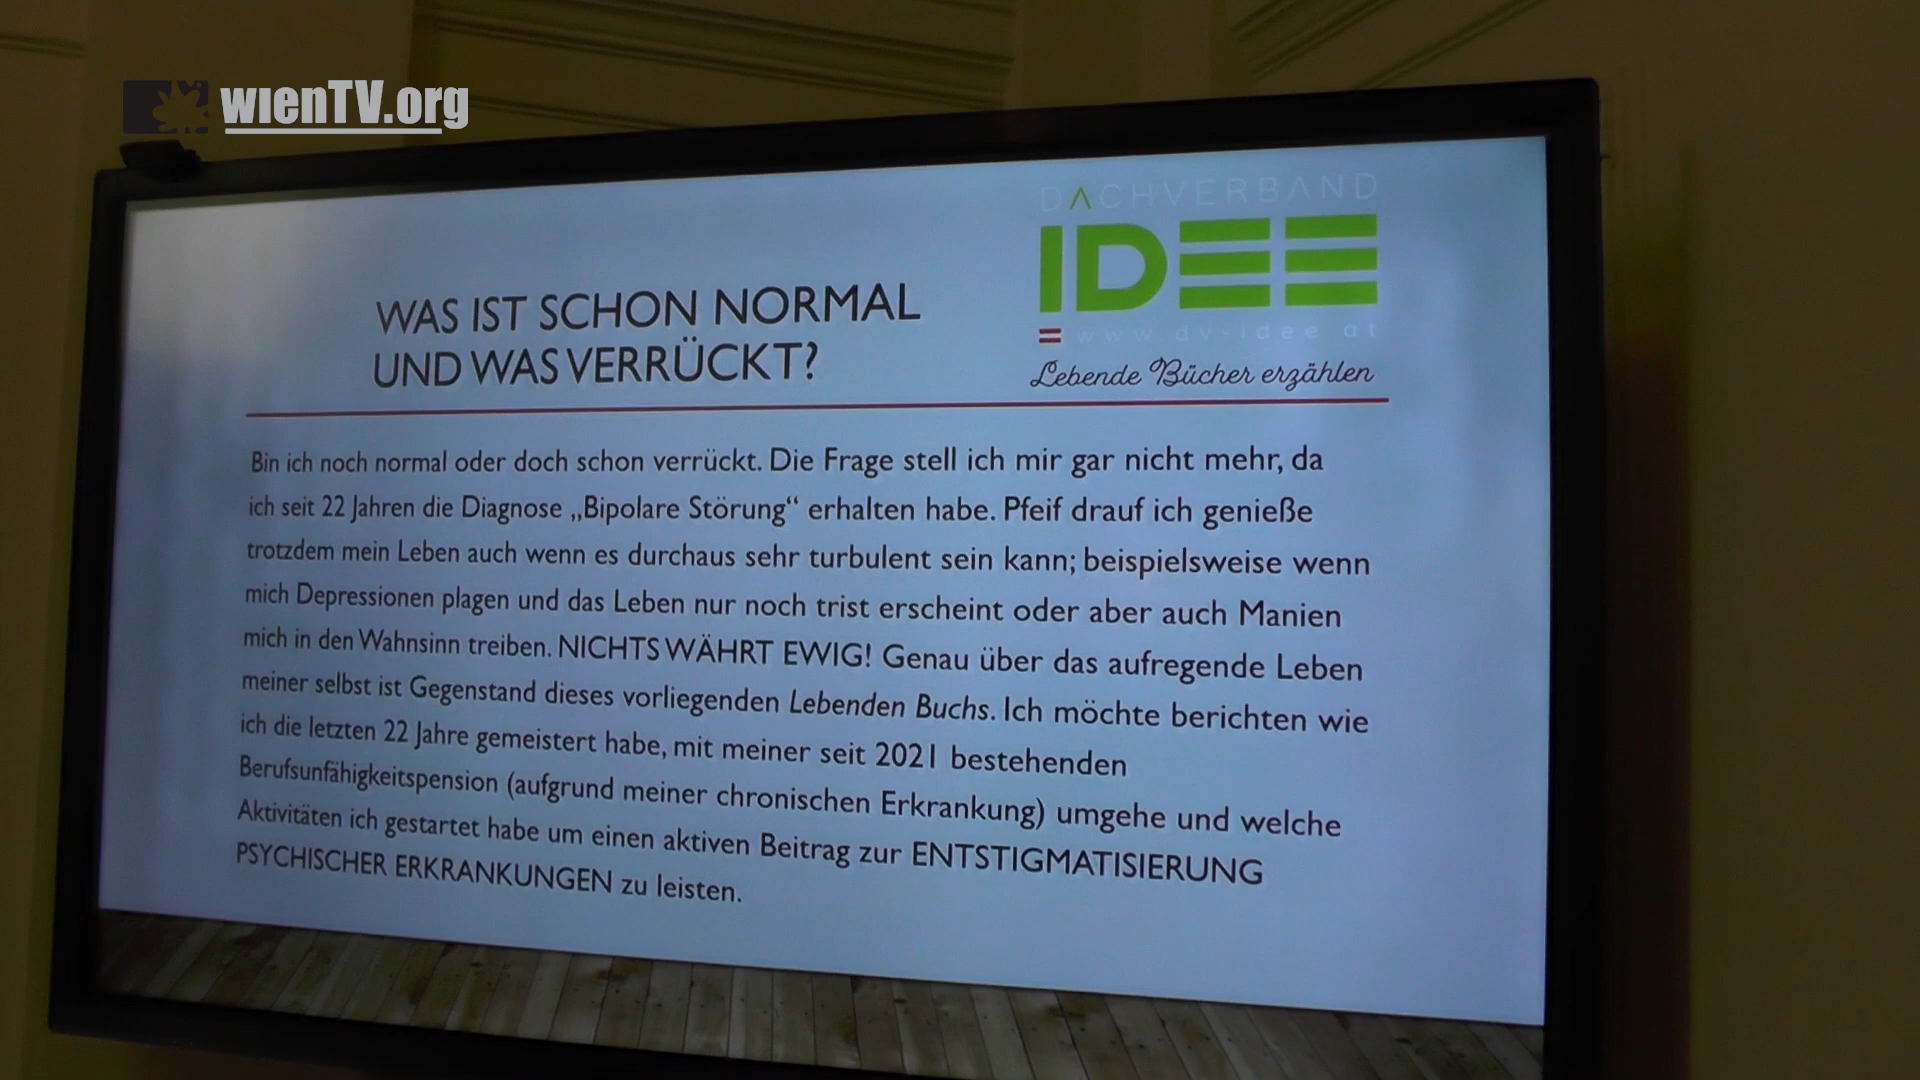 wienTV.org
DACHVERBAND
IDEE
www.dv-idee.at
Lebende Bücher erzählen
WAS IST SCHON NORMAL
UND WAS VERRÜCKT?
Bin ich noch normal oder doch schon verrückt. Die Frage stell ich mir gar nicht mehr, da
ich seit 22 Jahren die Diagnose „Bipolare Störung“ erhalten habe. Pfeif drauf ich genieße
trotzdem mein Leben auch wenn es durchaus sehr turbulent sein kann; beispielsweise wenn
mich Depressionen plagen und das Leben nur noch trist erscheint oder aber auch Manien
mich in den Wahnsinn treiben. NICHTS WÄHRT EWIG! Genau über das aufregende Leben
meiner selbst ist Gegenstand dieses vorliegenden Lebenden Buchs. Ich möchte berichten wie
ich die letzten 22 Jahre gemeistert habe, mit meiner seit 2021 bestehenden
Berufsunfähigkeitspension (aufgrund meiner chronischen Erkrankung) umgehe und welche
Aktivitäten ich gestartet habe um einen aktiven Beitrag zur ENTSTIGMATISIERUNG
PSYCHISCHER ERKRANKUNGEN zu leisten.